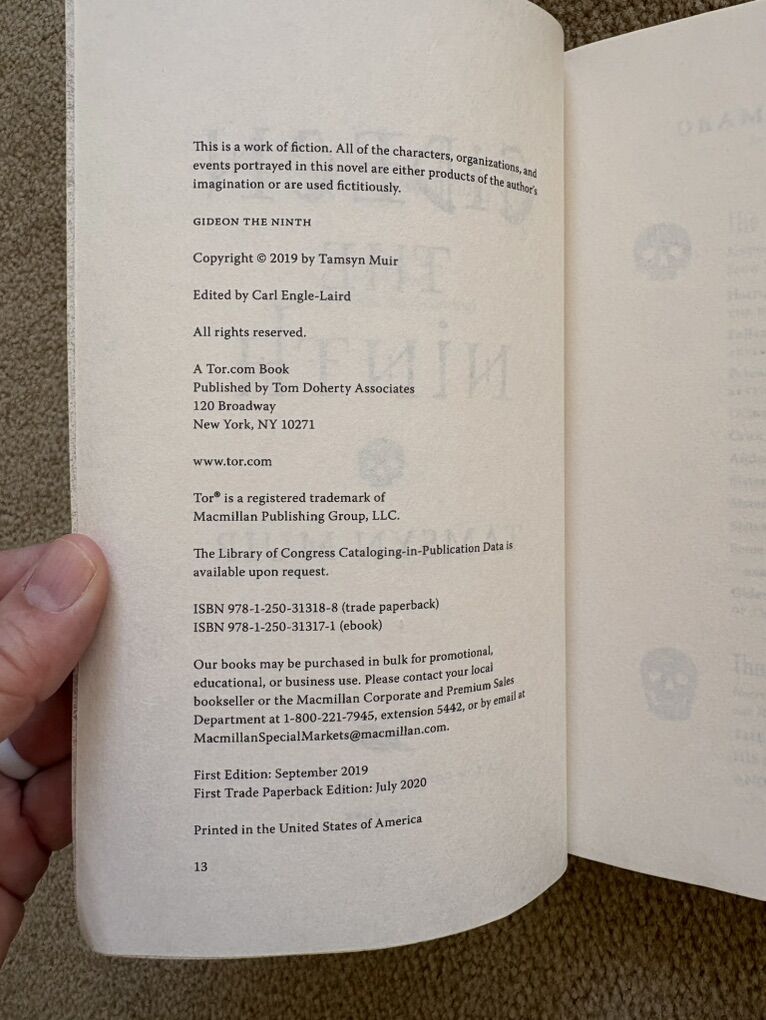 This is a work of fiction. All of the characters, organizations, and
events portrayed in this novel are either products of the author's
imagination or are used fictitiously.
GIDEON THE NINTH
Copyright © 2019 by Tamsyn Muir
Edited by Carl Engle-Laird
All rights reserved.
A Tor.com Book
Published by Tom Doherty Associates
120 Broadway
New York, NY 10271
www.tor.com
Tor® is a registered trademark of
Macmillan Publishing Group, LLC.
The Library of Congress Cataloging-in-Publication Data is
available upon request.
ISBN 978-1-250-31318-8 (trade paperback)
ISBN 978-1-250-31317-1 (ebook)
Our books may be purchased in bulk for promotional,
educational, or business use. Please contact your local
bookseller or the Macmillan Corporate and Premium Sales
Department at 1-800-221-7945, extension 5442, or by email at
MacmillanSpecialMarkets@macmillan.com.
First Edition: September 2019
First Trade Paperback Edition: July 2020
Printed in the United States of America
13